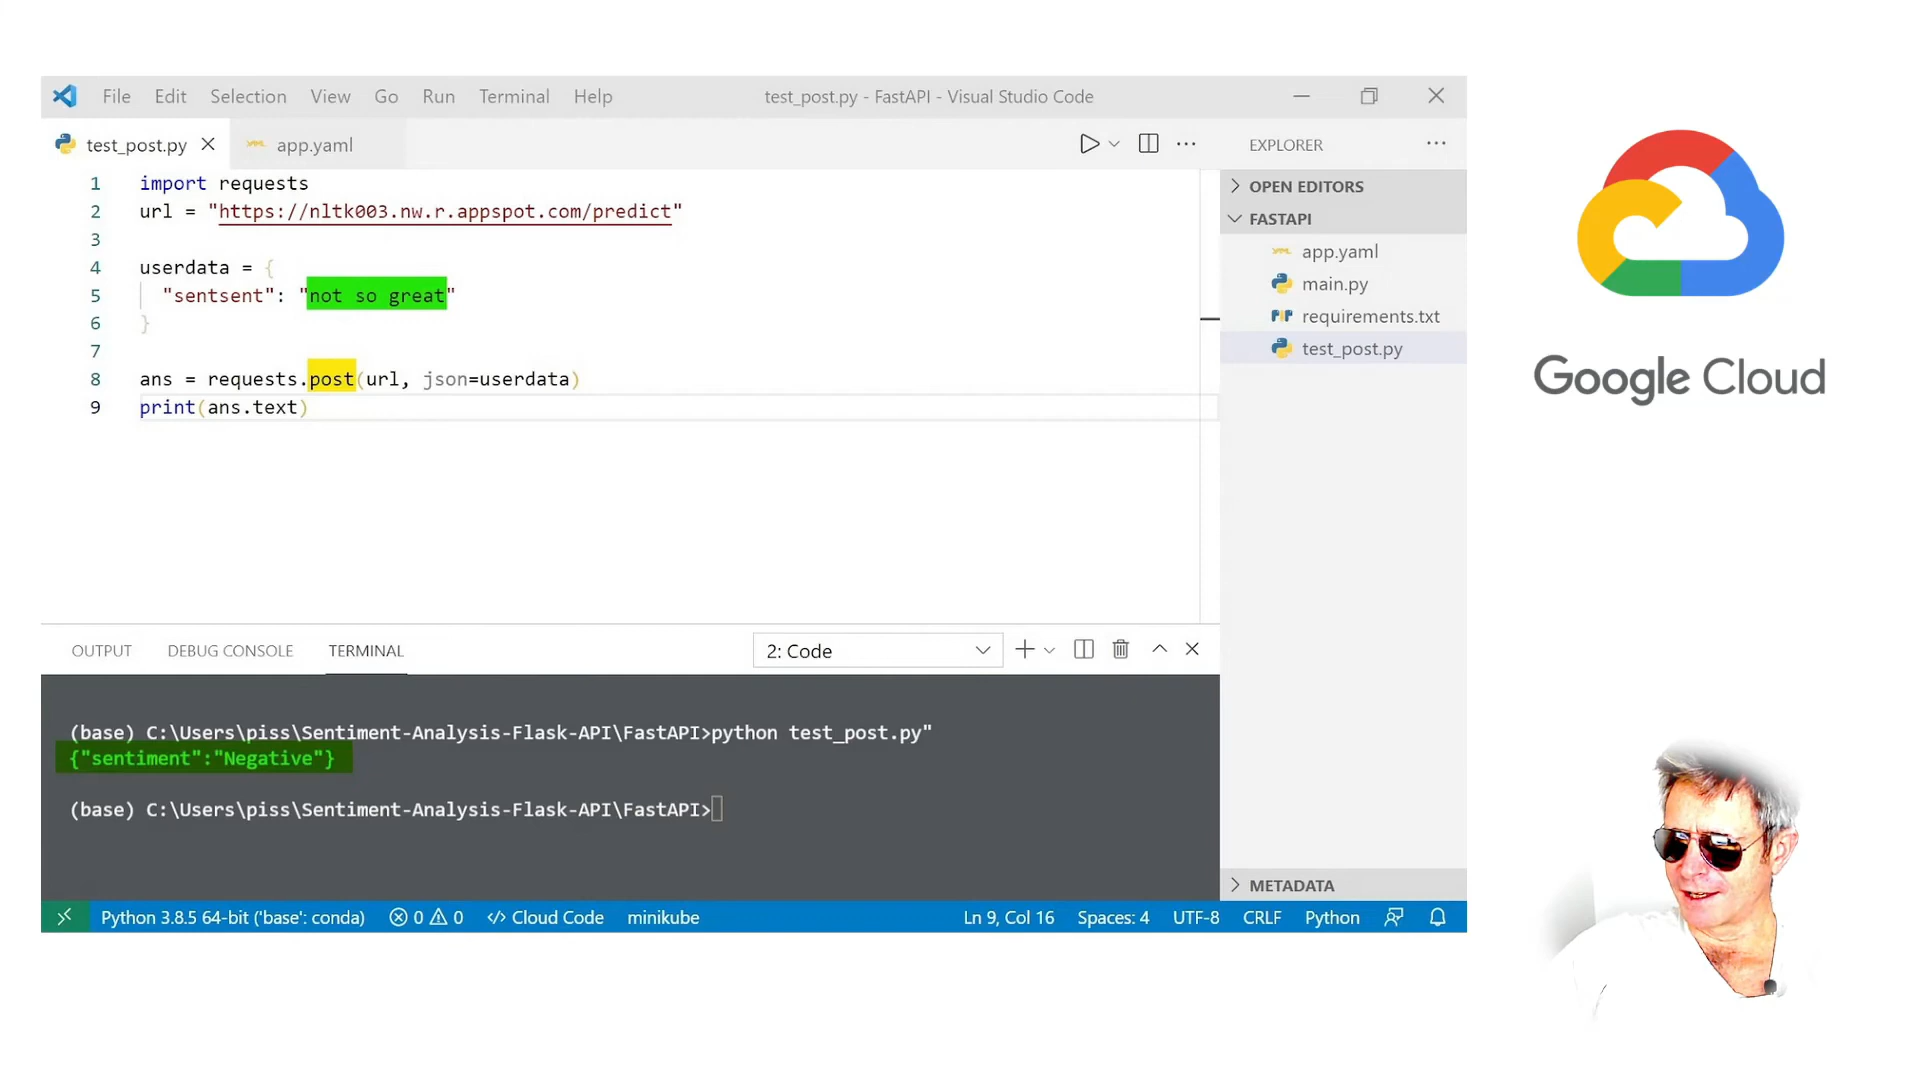 File Edit Selection View Go Run Terminal Help test_post.py - FastAPI - Visual Studio Code
test_post.py app.yaml
1 import requests
2 url = "https://nltk003.nw.r.appspot.com/predict"
3
4 userdata = {
5 "sentsent": "not so great"
6 }
7
8 ans = requests.post(url, json=userdata)
9 print(ans.text)
EXPLORER
OPEN EDITORS
FASTAPI
app.yaml
main.py
requirements.txt
test_post.py
METADATA
OUTPUT DEBUG CONSOLE TERMINAL 2: Code
(base) C:\Users\piss\Sentiment-Analysis-Flask-API\FastAPI>python test_post.py"
{"sentiment":"Negative"}
(base) C:\Users\piss\Sentiment-Analysis-Flask-API\FastAPI>
Python 3.8.5 64-bit ('base': conda) 0 0 Cloud Code minikube Ln 9, Col 16 Spaces: 4 UTF-8 CRLF Python
Google Cloud